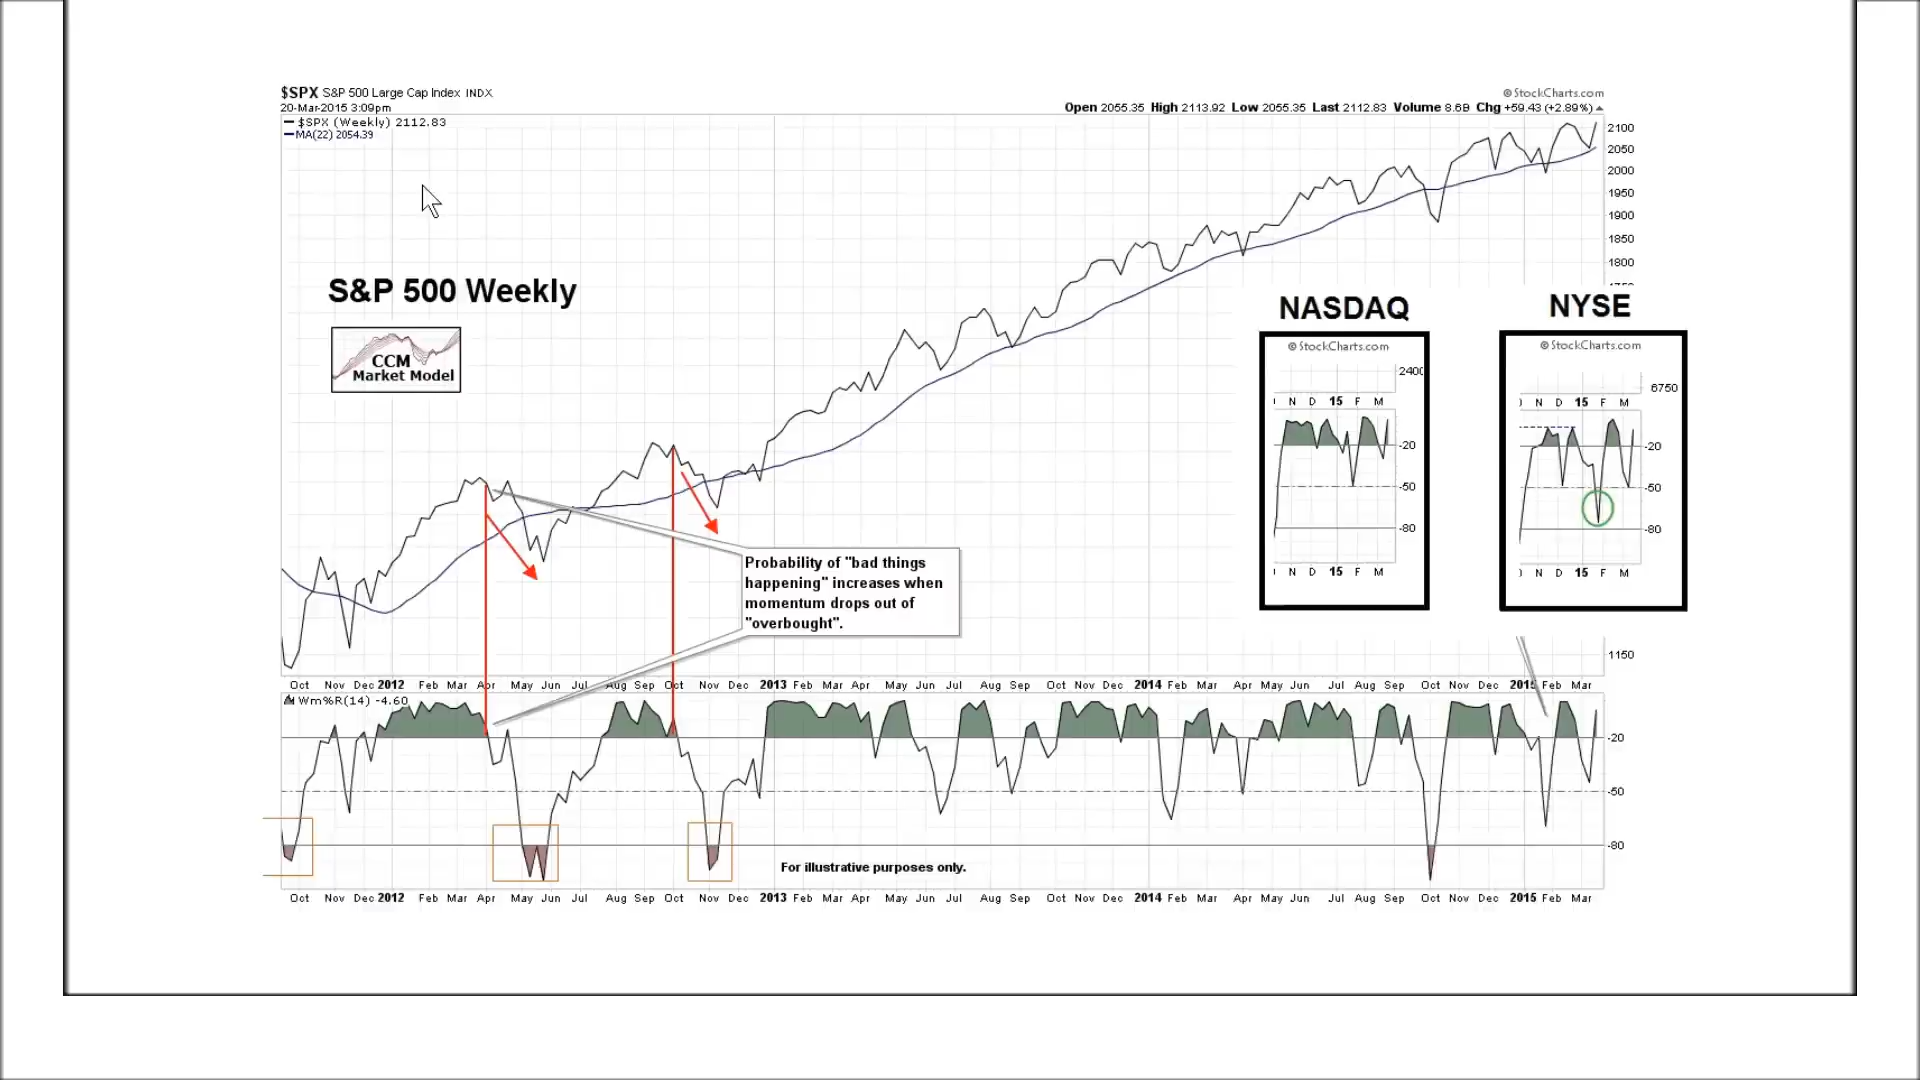 $SPX S&P 500 Large Cap Index INDX
© StockCharts.com
20-Mar-2015 3:09pm
Open 2055.35 High 2113.92 Low 2055.35 Last 2112.83 Volume 8.6B Chg +59.43 (+2.89%)
$SPX (Weekly) 2112.83
MA(22) 2054.39
2100
2050
2000
1950
1900
1850
1800
S&P 500 Weekly
CCM
Market Model
NASDAQ
© StockCharts.com
2400
N D 15 F M
-20
-50
-80
N D 15 F M
NYSE
© StockCharts.com
6750
N D 15 F M
-20
-50
-80
N D 15 F M
Probability of "bad things
happening" increases when
momentum drops out of
"overbought".
1150
Oct Nov Dec 2012 Feb Mar Apr May Jun Jul Aug Sep Oct Nov Dec 2013 Feb Mar Apr May Jun Jul Aug Sep Oct Nov Dec 2014 Feb Mar Apr May Jun Jul Aug Sep Oct Nov Dec 2015 Feb Mar
Wm%R(14) -4.60
-20
-50
-80
For illustrative purposes only.
Oct Nov Dec 2012 Feb Mar Apr May Jun Jul Aug Sep Oct Nov Dec 2013 Feb Mar Apr May Jun Jul Aug Sep Oct Nov Dec 2014 Feb Mar Apr May Jun Jul Aug Sep Oct Nov Dec 2015 Feb Mar